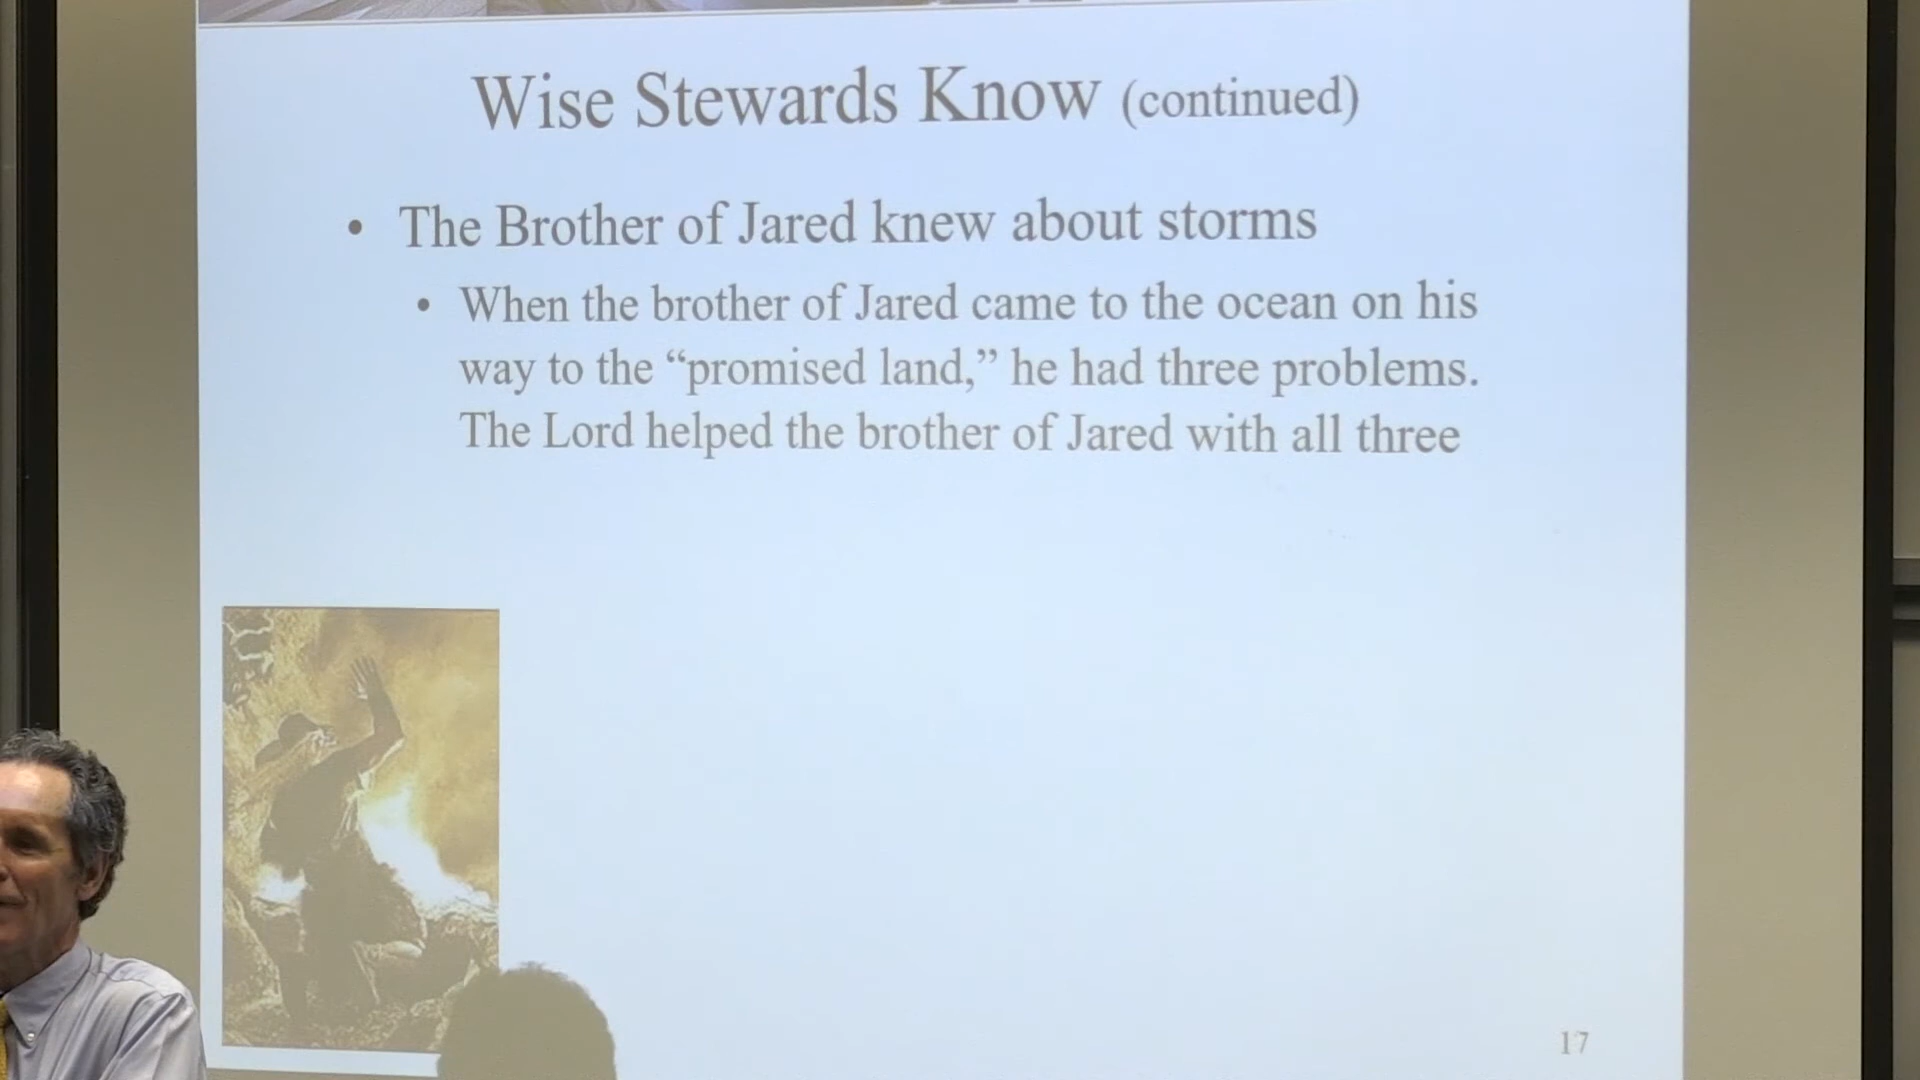 Wise Stewards Know (continued)
• The Brother of Jared knew about storms
• When the brother of Jared came to the ocean on his
way to the “promised land,” he had three problems.
The Lord helped the brother of Jared with all three
17